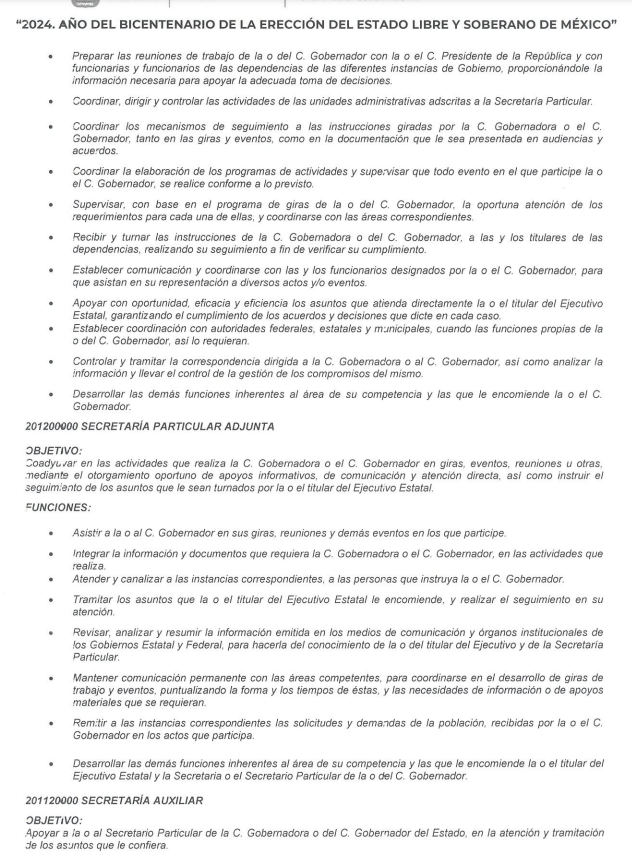 "2024. AÑO DEL BICENTENARIO DE LA ERECCIÓN DEL ESTADO LIBRE Y SOBERANO DE MÉXICO"
• Preparar las reuniones de trabajo de la o del C. Gobernador con la o el C. Presidente de la República y con
funcionarias y funcionarios de las dependencias de las diferentes instancias de Gobierno, proporcionándole la
información necesaria para apoyar la adecuada toma de decisiones.
• Coordinar, dirigir y controlar las actividades de las unidades administrativas adscritas a la Secretaría Particular.
• Coordinar los mecanismos de seguimiento a las instrucciones giradas por la C. Gobernadora o el C.
Gobernador, tanto en las giras y eventos, como en la documentación que le sea presentada en audiencias y
acuerdos.
• Coordinar la elaboración de los programas de actividades y supervisar que todo evento en el que participe la o
el C. Gobernador, se realice conforme a lo previsto.
• Supervisar, con base en el programa de giras de la o del C. Gobernador, la oportuna atención de los
requerimientos para cada una de ellas, y coordinarse con las áreas correspondientes.
• Recibir y turnar las instrucciones de la C. Gobernadora o del C. Gobernador, a las y los titulares de las
dependencias, realizando su seguimiento a fin de verificar su cumplimiento.
• Establecer comunicación y coordinarse con las y los funcionarios designados por la o el C. Gobernador, para
que asistan en su representación a diversos actos y/o eventos.
• Apoyar con oportunidad, eficacia y eficiencia los asuntos que atienda directamente la o el titular del Ejecutivo
Estatal, garantizando el cumplimiento de los acuerdos y decisiones que dicte en cada caso.
• Establecer coordinación con autoridades federales, estatales y municipales, cuando las funciones propias de la
o del C. Gobernador, así lo requieran.
• Controlar y tramitar la correspondencia dirigida a la C. Gobernadora o al C. Gobernador, así como analizar la
información y llevar el control de la gestión de los compromisos del mismo.
• Desarrollar las demás funciones inherentes al área de su competencia y las que le encomiende la o el C.
Gobernador.
201200000 SECRETARÍA PARTICULAR ADJUNTA
OBJETIVO:
Coadyuvar en las actividades que realiza la C. Gobernadora o el C. Gobernador en giras, eventos, reuniones u otras,
mediante el otorgamiento oportuno de apoyos informativos, de comunicación y atención directa, así como instruir el
seguimiento de los asuntos que le sean turnados por la o el titular del Ejecutivo Estatal.
FUNCIONES:
• Asistir a la o al C. Gobernador en sus giras, reuniones y demás eventos en los que participe.
• Integrar la información y documentos que requiera la C. Gobernadora o el C. Gobernador, en las actividades que
realiza.
• Atender y canalizar a las instancias correspondientes, a las personas que instruya la o el C. Gobernador.
• Tramitar los asuntos que la o el titular del Ejecutivo Estatal le encomiende, y realizar el seguimiento en su
atención.
• Revisar, analizar y resumir la información emitida en los medios de comunicación y órganos institucionales de
los Gobiernos Estatal y Federal, para hacerla del conocimiento de la o del titular del Ejecutivo y de la Secretaría
Particular.
• Mantener comunicación permanente con las áreas competentes, para coordinarse en el desarrollo de giras de
trabajo y eventos, puntualizando la forma y los tiempos de éstas, y las necesidades de información o de apoyos
materiales que se requieran.
• Remitir a las instancias correspondientes las solicitudes y demandas de la población, recibidas por la o el C.
Gobernador en los actos que participa.
• Desarrollar las demás funciones inherentes al área de su competencia y las que le encomiende la o el titular del
Ejecutivo Estatal y la Secretaria o el Secretario Particular de la o del C. Gobernador.
201120000 SECRETARÍA AUXILIAR
OBJETIVO:
Apoyar a la o al Secretario Particular de la C. Gobernadora o del C. Gobernador del Estado, en la atención y tramitación
de los asuntos que le confiera.